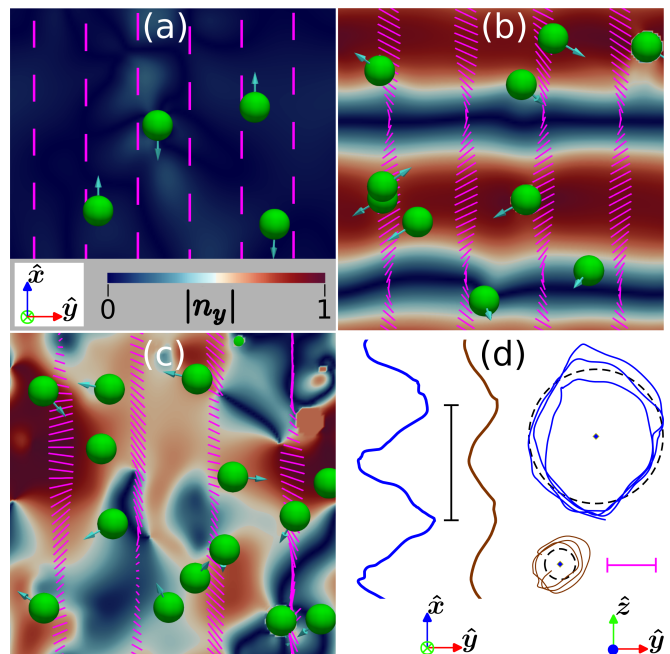 (a)
(b)
x̂
ŷ
0
|n_y|
1
(c)
(d)
x̂
ŷ
ẑ
ŷ